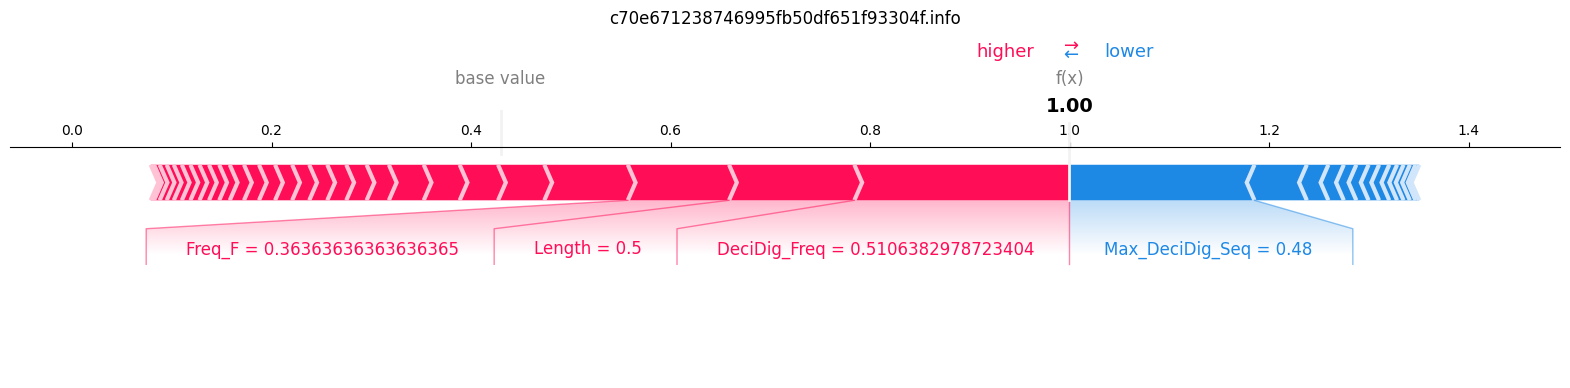 c70e671238746995fb50df651f93304f.info
higher ⇄ lower
base value f(x)
1.00
0.0 0.2 0.4 0.6 0.8 1.0 1.2 1.4
Freq_F = 0.36363636363636365 Length = 0.5 DeciDig_Freq = 0.5106382978723404 Max_DeciDig_Seq = 0.48